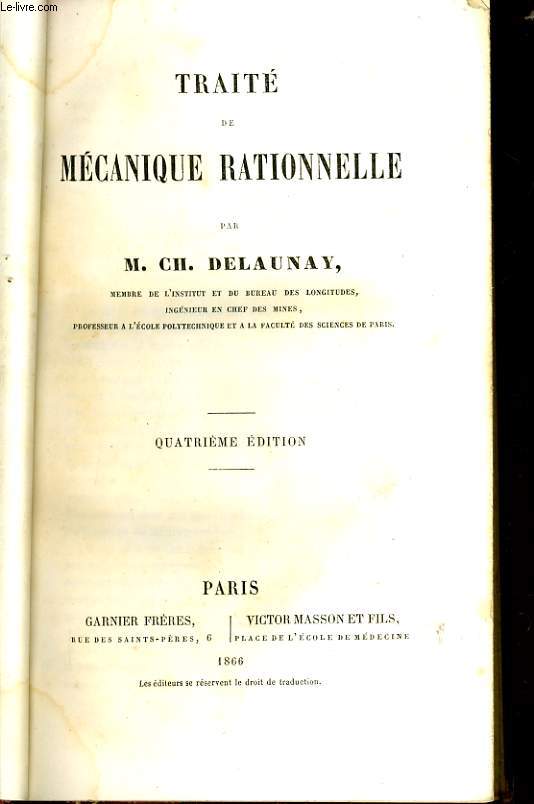 Le-livre.com
TRAITÉ
DE
MÉCANIQUE RATIONNELLE
PAR
M. CH. DELAUNAY,
MEMBRE DE L'INSTITUT ET DU BUREAU DES LONGITUDES,
INGÉNIEUR EN CHEF DES MINES,
PROFESSEUR A L'ÉCOLE POLYTECHNIQUE ET A LA FACULTÉ DES SCIENCES DE PARIS.
QUATRIÈME ÉDITION
PARIS
GARNIER FRÈRES,
RUE DES SAINTS-PÈRES, 6
VICTOR MASSON ET FILS,
PLACE DE L'ÉCOLE DE MÉDECINE
1866
Les éditeurs se réservent le droit de traduction.